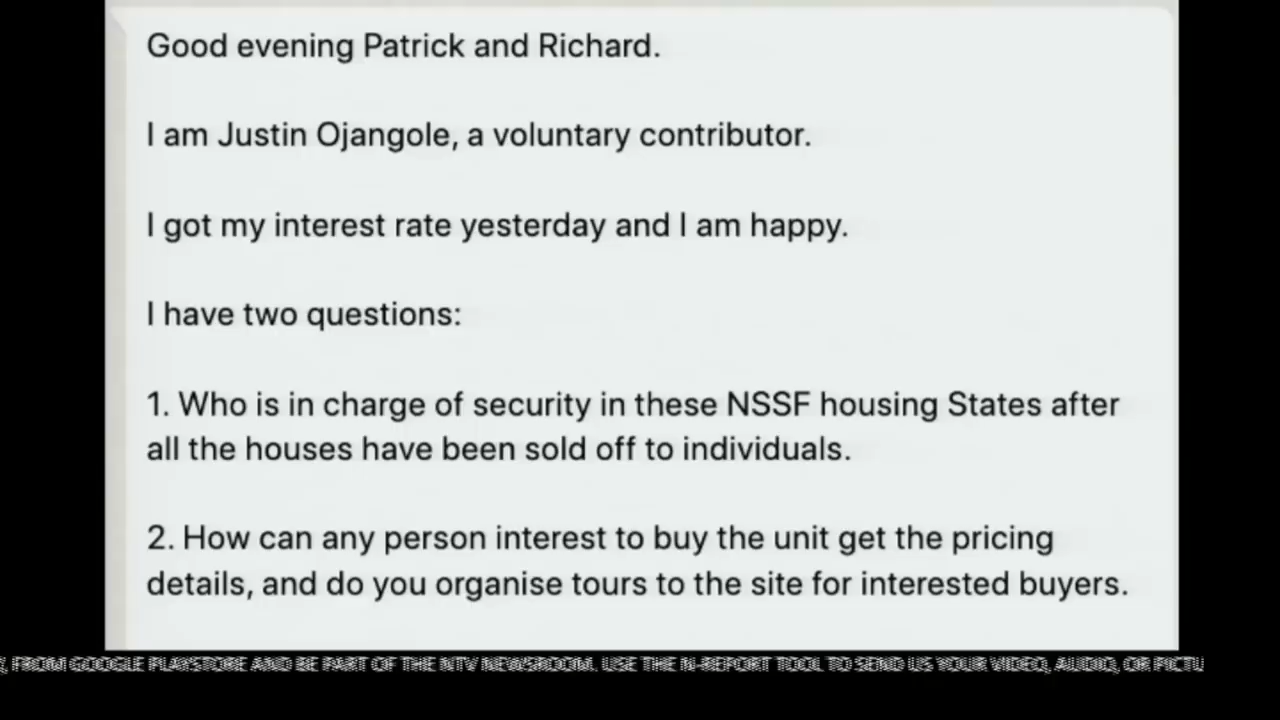 Good evening Patrick and Richard.
I am Justin Ojangole, a voluntary contributor.
I got my interest rate yesterday and I am happy.
I have two questions:
1. Who is in charge of security in these NSSF housing States after
all the houses have been sold off to individuals.
2. How can any person interest to buy the unit get the pricing
details, and do you organise tours to the site for interested buyers.
, FROM GOOGLE PLAYSTORE AND BE PART OF THE NTV NEWSROOM. USE THE N-REPORT TOOL TO SEND US YOUR VIDEO, AUDIO, OR PICTU